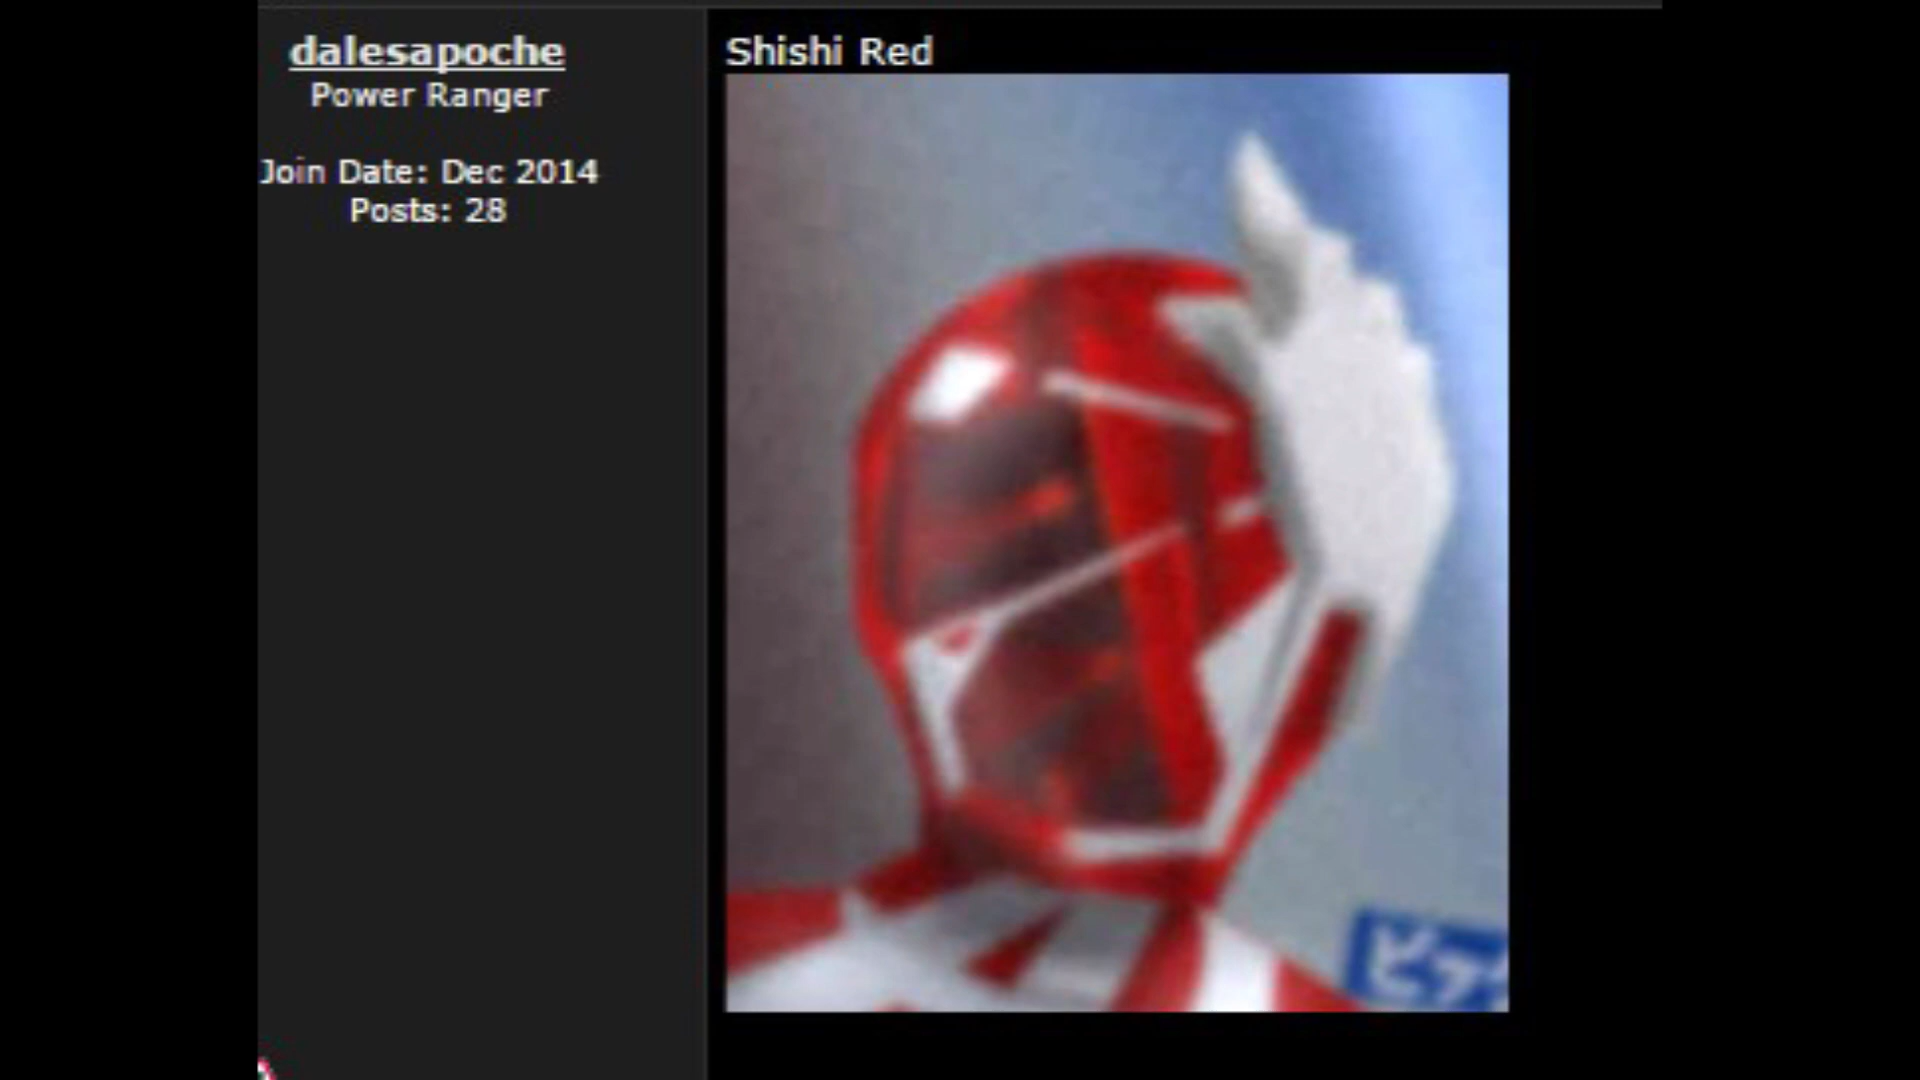 dalesapoche
Power Ranger
Join Date: Dec 2014
Posts: 28
Shishi Red